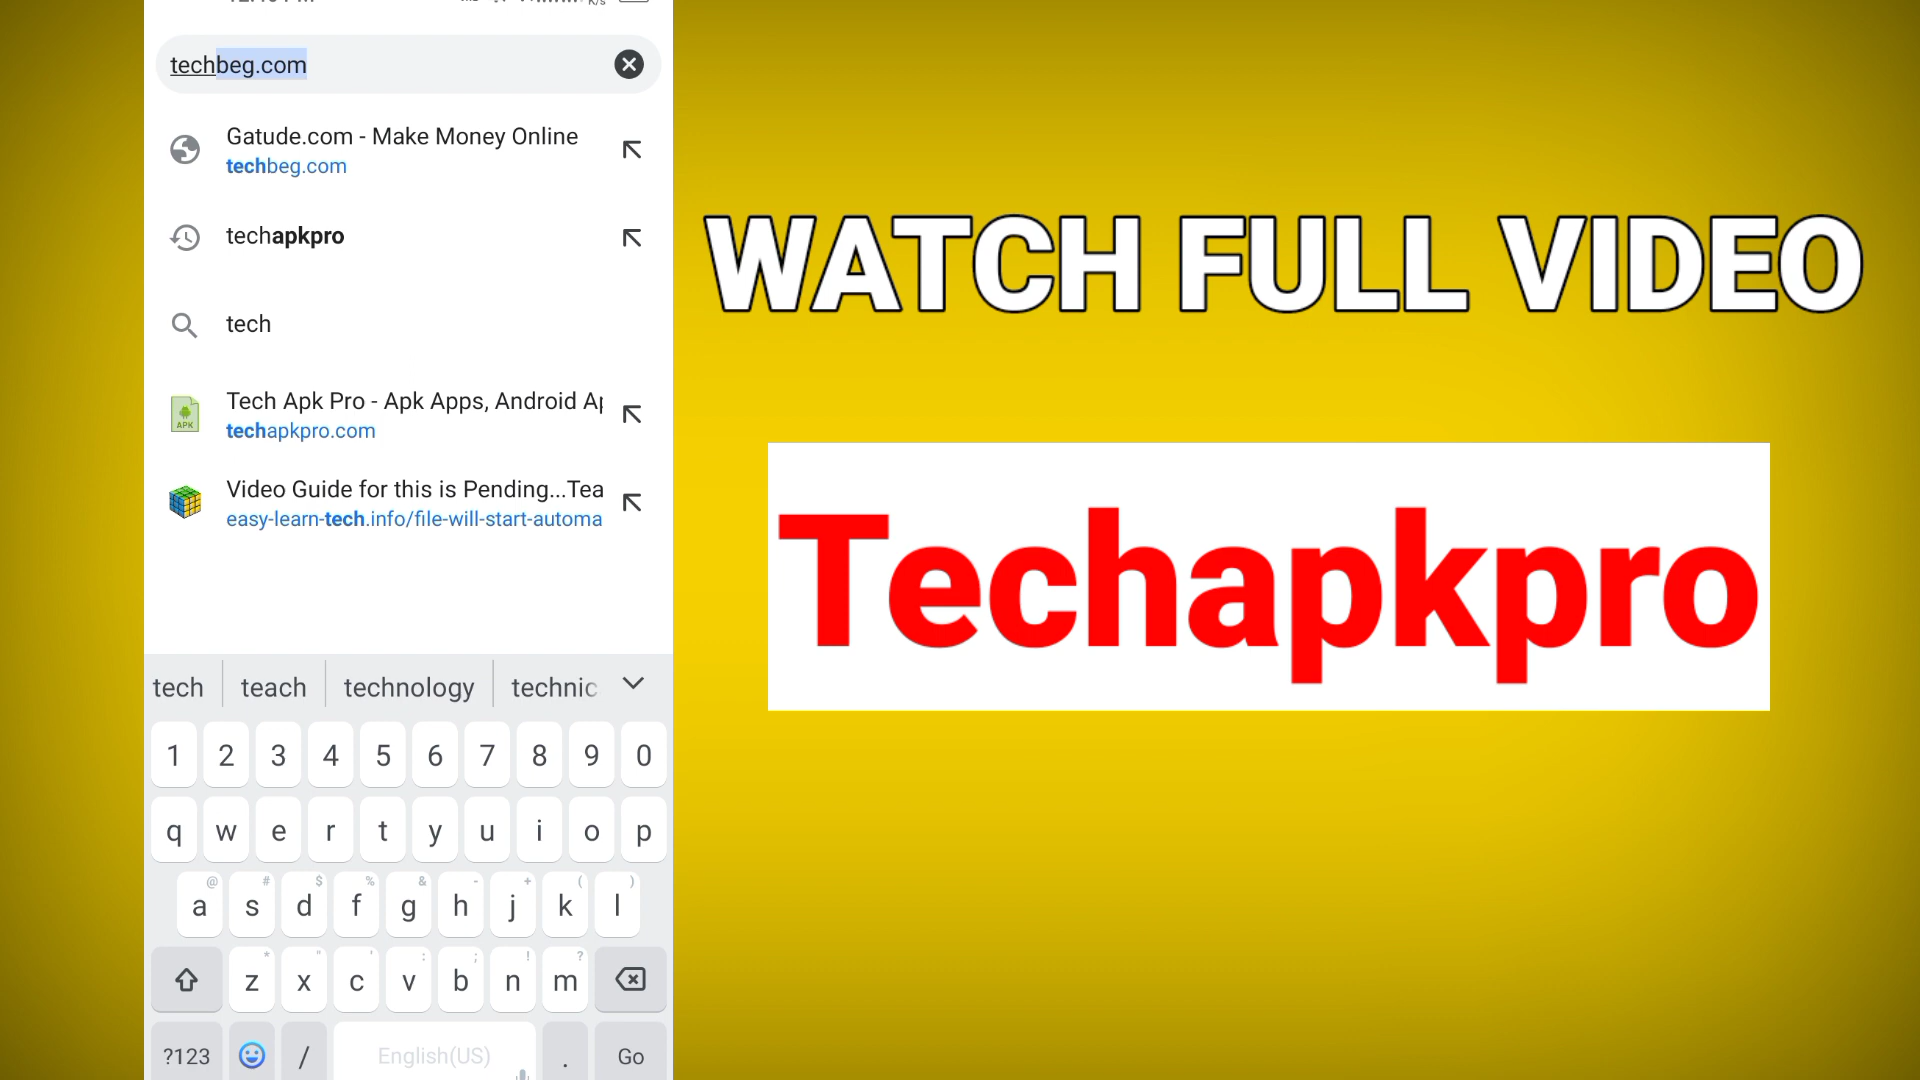 techbeg.com
Gatude.com - Make Money Online
techbeg.com
techapkpro
tech
Tech Apk Pro - Apk Apps, Android Ap
APK
techapkpro.com
Video Guide for this is Pending...Tea
easy-learn-tech.info/file-will-start-automa
tech teach technology technic
1 2 3 4 5 6 7 8 9 0
q w e r t y u i o p
@ # $ % & - + ( )
a s d f g h j k l
* " ' : ; ! ?
z x c v b n m
?123 / English(US) . Go
WATCH FULL VIDEO
Techapkpro